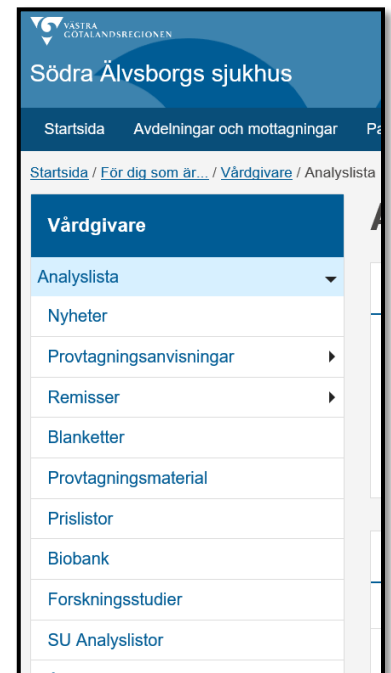 VÄSTRA
GÖTALANDSREGIONEN
Södra Älvsborgs sjukhus
Startsida Avdelningar och mottagningar
Startsida / För dig som är... / Vårdgivare / Analyslista
Vårdgivare
Analyslista
Nyheter
Provtagningsanvisningar
Remisser
Blanketter
Provtagningsmaterial
Prislistor
Biobank
Forskningsstudier
SU Analyslistor